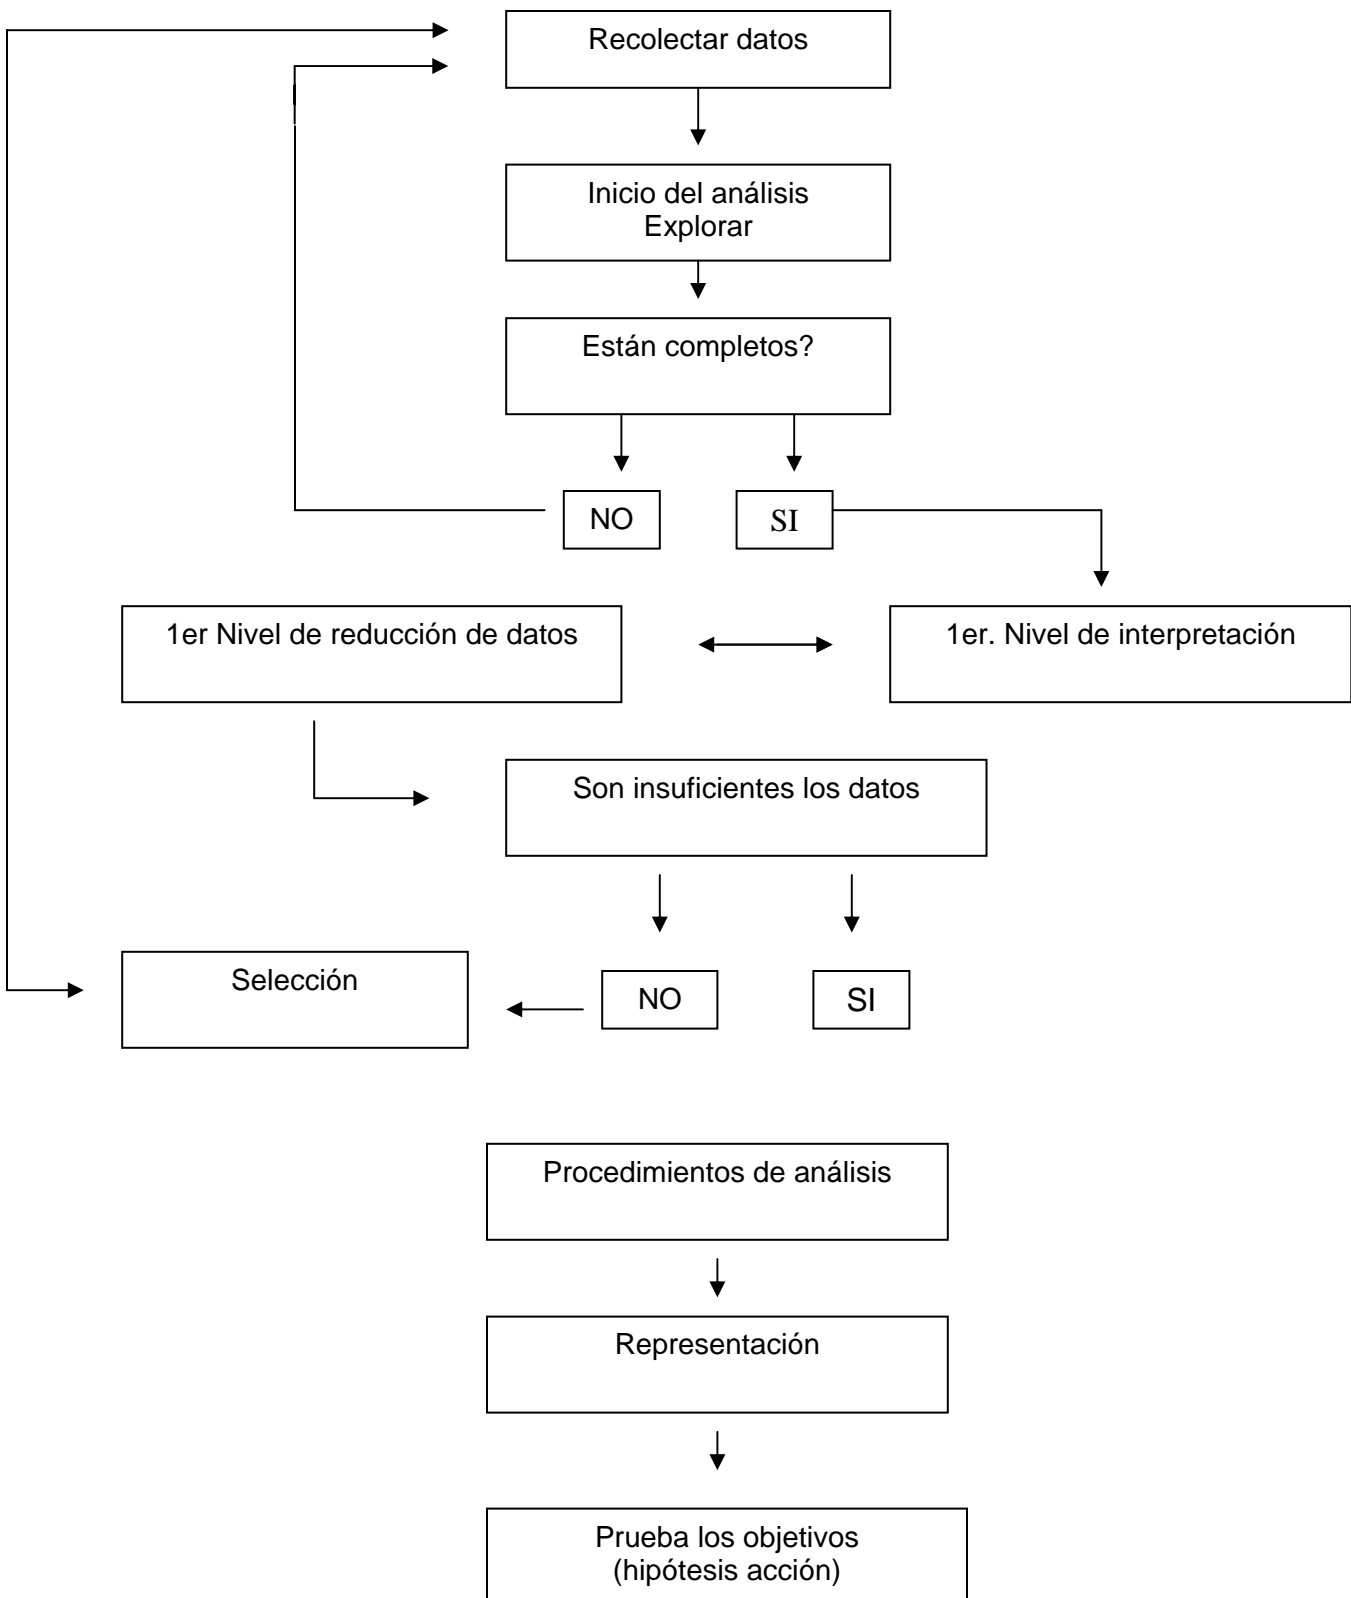 Recolectar datos
Inicio del análisis
Explorar
Están completos?
NO
SI
1er Nivel de reducción de datos
1er. Nivel de interpretación
Son insuficientes los datos
Selección
NO
SI
Procedimientos de análisis
Representación
Prueba los objetivos
(hipótesis acción)